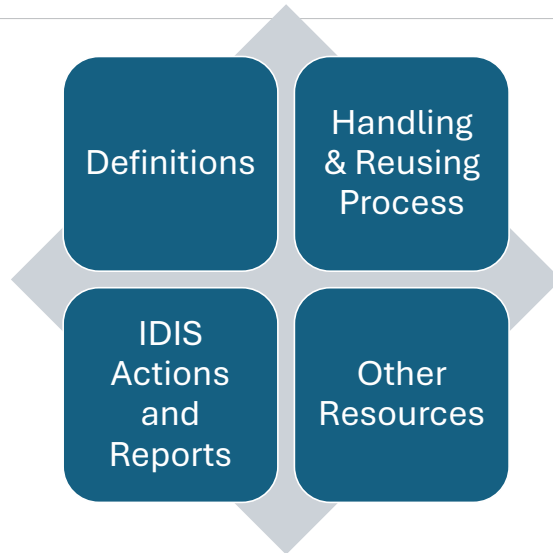 Definitions
Handling
& Reusing
Process
IDIS
Actions
and
Reports
Other
Resources